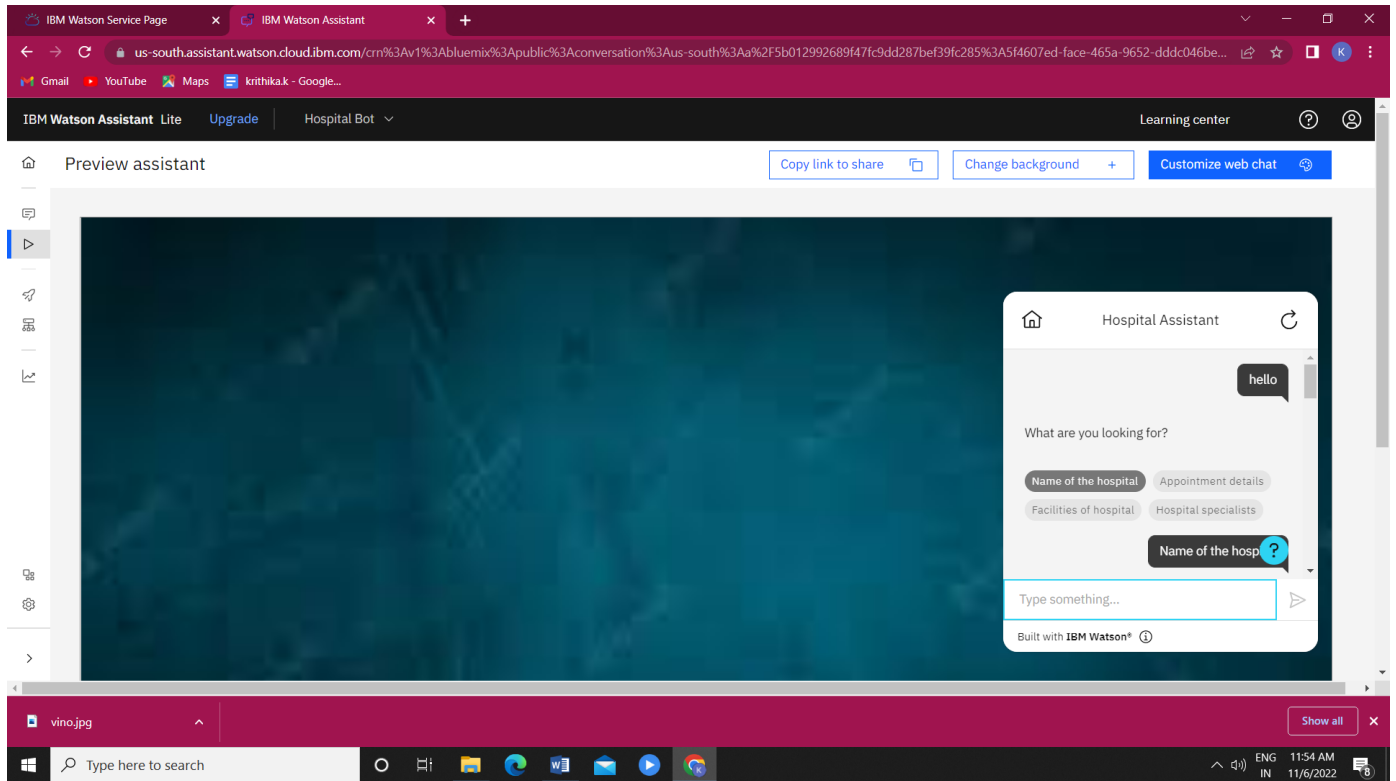 IBM Watson Service Page
IBM Watson Assistant
us-south.assistant.watson.cloud.ibm.com/crn%3Av1%3Abluemix%3Apublic%3Aconversation%3Aus-south%3Aa%2F5b012992689f47fc9dd287bef39fc285%3A5f4607ed-face-465a-9652-dddc046be...
K
Gmail
YouTube
Maps
krithika.k - Google...
IBM Watson Assistant Lite
Upgrade
Hospital Bot
Learning center
Preview assistant
Copy link to share
Change background +
Customize web chat
Hospital Assistant
hello
What are you looking for?
Name of the hospital
Appointment details
Facilities of hospital
Hospital specialists
Name of the hosp
?
Type something...
Built with IBM Watson®
vino.jpg
Show all
Type here to search
ENG
IN
11:54 AM
11/6/2022
8